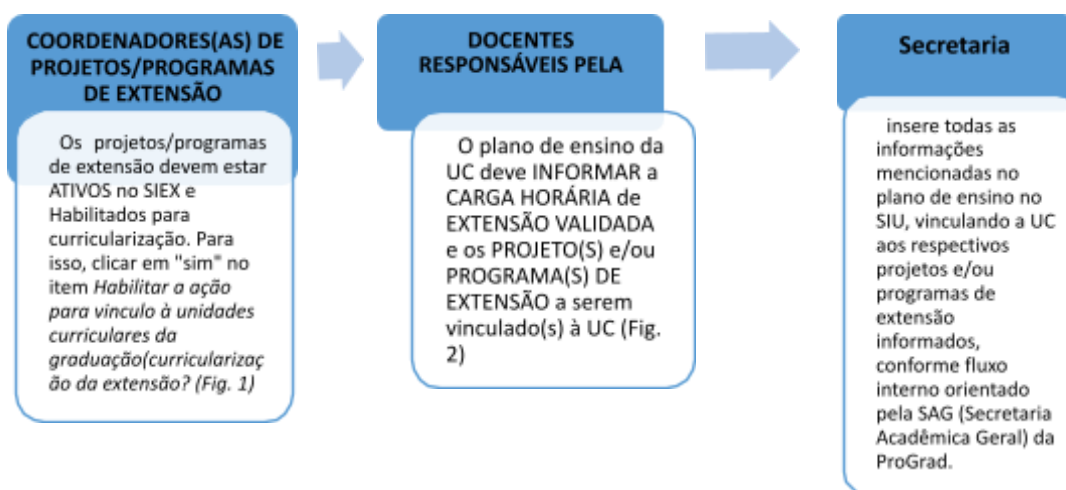 COORDENADORES(AS) DE
PROJETOS/PROGRAMAS
DE EXTENSÃO
Os projetos/programas
de extensão devem estar
ATIVOS no SIEX e
Habilitados para
curricularização. Para
isso, clicar em "sim" no
item Habilitar a ação
para vinculo à unidades
curriculares da
graduação(curricularizaç
ão da extensão? (Fig. 1)
DOCENTES
RESPONSÁVEIS PELA
O plano de ensino da
UC deve INFORMAR a
CARGA HORÁRIA de
EXTENSÃO VALIDADA
e os PROJETO(S) e/ou
PROGRAMA(S) DE
EXTENSÃO a serem
vinculado(s) à UC (Fig.
2)
Secretaria
insere todas as
informações
mencionadas no
plano de ensino no
SIU, vinculando a UC
aos respectivos
projetos e/ou
programas de
extensão
informados,
conforme fluxo
interno orientado
pela SAG (Secretaria
Acadêmica Geral) da
ProGrad.